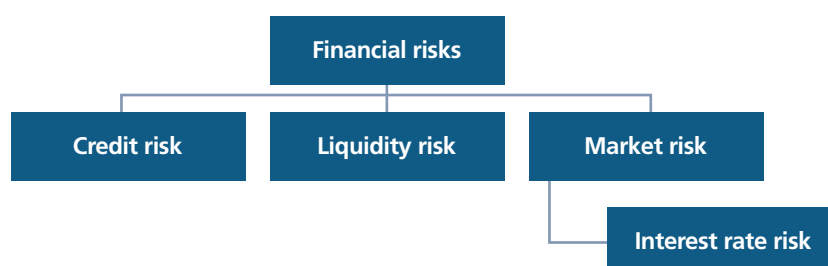 Financial risks
Credit risk
Liquidity risk
Market risk
Interest rate risk